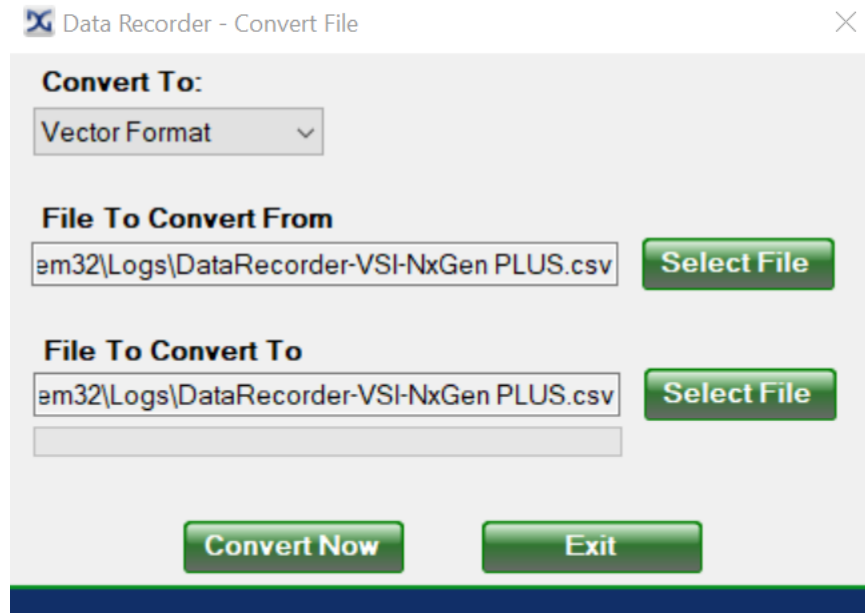 Data Recorder - Convert File
Convert To:
Vector Format
File To Convert From
em32\Logs\DataRecorder-VSI-NxGen PLUS.csv
Select File
File To Convert To
em32\Logs\DataRecorder-VSI-NxGen PLUS.csv
Select File
Convert Now
Exit